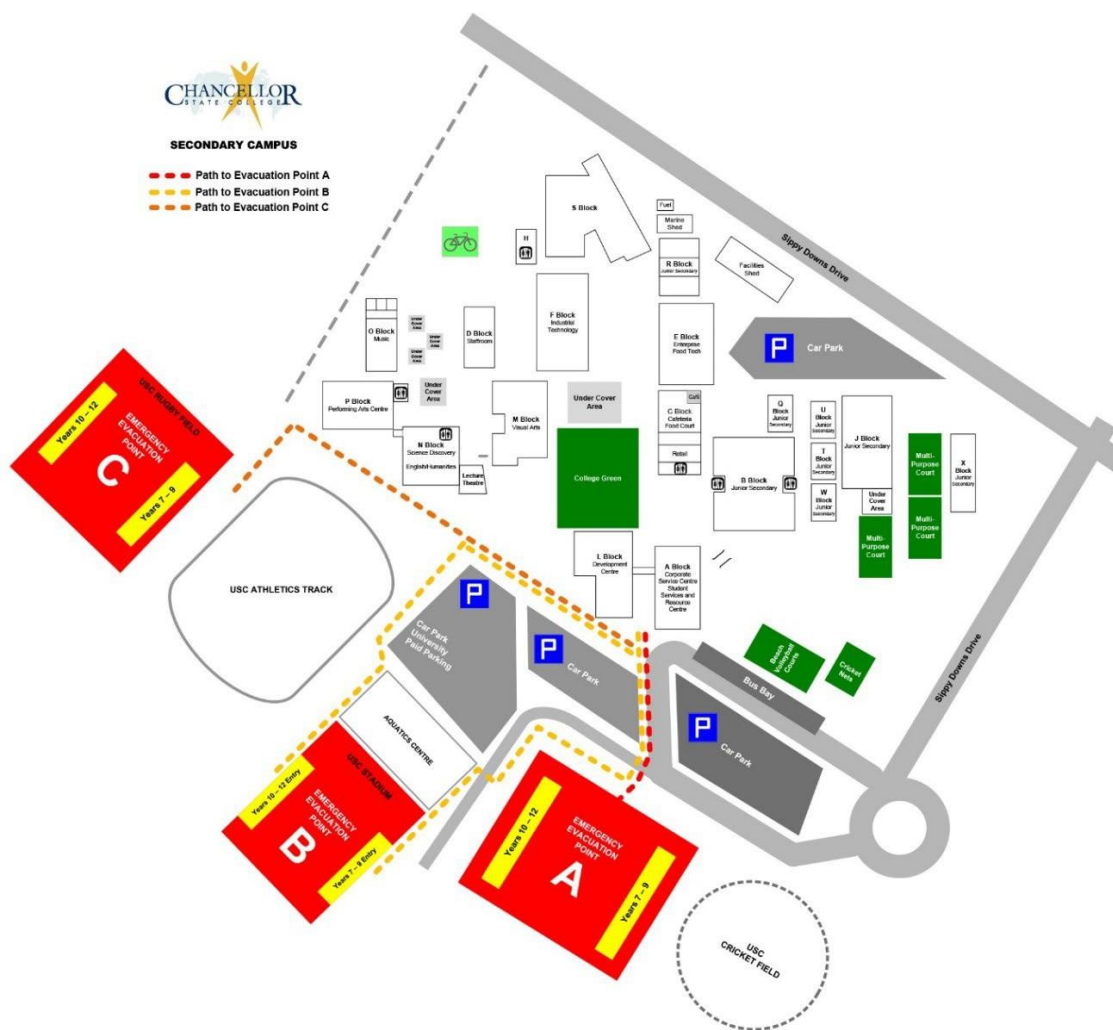 CHANCELLOR
STATE COLLEGE
SECONDARY CAMPUS
Path to Evacuation Point A
Path to Evacuation Point B
Path to Evacuation Point C
Sippy Downs Drive
S Block
Fuel
Marine
Shed
H
R Block
Junior Secondary
Facilities
Shed
O Block
Music
Under
Cover
Area
Under
Cover
Area
Under
Cover
Area
D Block
Staffroom
F Block
Industrial
Technology
E Block
Enterprise
Food Tech
P
Car Park
P Block
Performing Arts Centre
Under
Cover
Area
M Block
Visual Arts
Under Cover
Area
Café
C Block
Cafeteria
Food Court
Retail
Q
Block
Junior
Secondary
U
Block
Junior
Secondary
T
Block
Junior
Secondary
W
Block
Junior
Secondary
J Block
Junior Secondary
Under
Cover
Area
Multi-
Purpose
Court
Multi-
Purpose
Court
Multi-
Purpose
Court
X
Block
Junior
Secondary
N Block
Science Discovery
English/Humanities
Lecture
Theatre
College Green
B Block
Junior Secondary
L Block
Development
Centre
A Block
Corporate
Service Centre
Student
Services and
Resource
Centre
USC RUGBY FIELD
Years 10 – 12
EMERGENCY
EVACUATION
POINT
C
Years 7 – 9
USC ATHLETICS TRACK
P
Car Park
University
Paid Parking
P
Car Park
Beach
Volleyball
Courts
Cricket
Nets
Bus Bay
P
Car Park
Sippy Downs Drive
AQUATICS CENTRE
USC STADIUM
Years 10 – 12 Entry
EMERGENCY
EVACUATION
POINT
B
Years 7 – 9 Entry
Years 10 – 12
EMERGENCY
EVACUATION
POINT
A
Years 7 – 9
USC
CRICKET FIELD